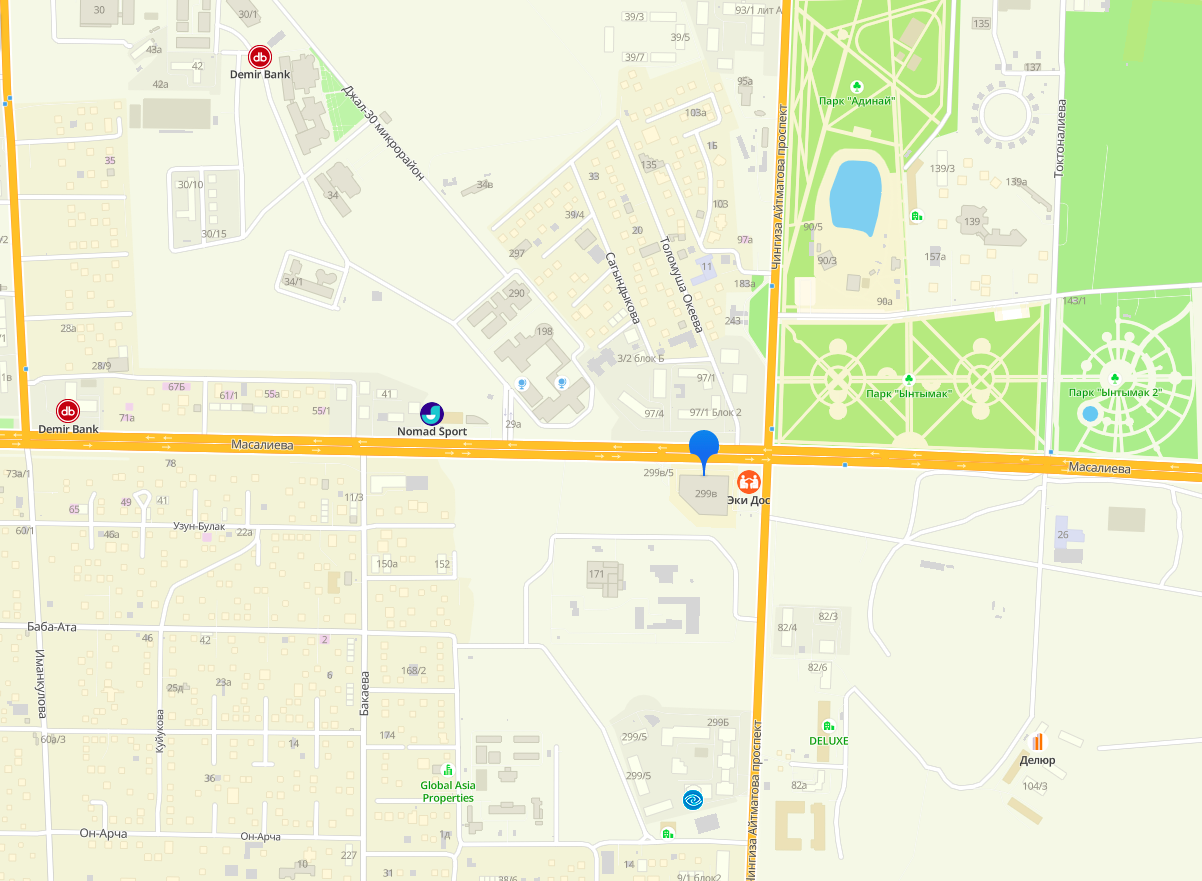 30
30/1
39/3
93/1 лит А
43а
39/5
135
Demir Bank
42
39/7
137
42а
95а
Парк "Адинай"
Джал-30 микрорайон
103а
35
1Б
Чингиза Айтматова проспект
Токтоналиева
135
139/3
33
30/10
34в
34
139а
103
39/4
139
30/15
20
90/5
97а
297
157а
90/3
11
Сагындыкова
Толомуша Океева
34/1
183а
290
90а
143/1
28а
198
243
3/2 блок Б
28/9
97/1
1в
67Б
61/1
55а
41
Парк "Ынтымак"
Парк "Ынтымак 2"
71а
55/1
97/4
97/1 Блок 2
29а
Demir Bank
Nomad Sport
Масалиева
Масалиева
73а/1
78
299в/5
299в
Эки Дос
65
49
41
11/3
60/1
46а
Узун-Булак
22а
26
150а
152
171
Баба-Ата
46
42
2
82/4
82/3
Иманкулова
168/2
82/6
25д
23а
6
Бакаева
Куйукова
60а/3
14
174
299/5
299Б
DELUXE
Чингиза Айтматова проспект
Делюр
36
Global Asia
Properties
299/5
82а
104/3
Он-Арча
Он-Арча
1д
10
227
31
38/6
14
9/1 блок2